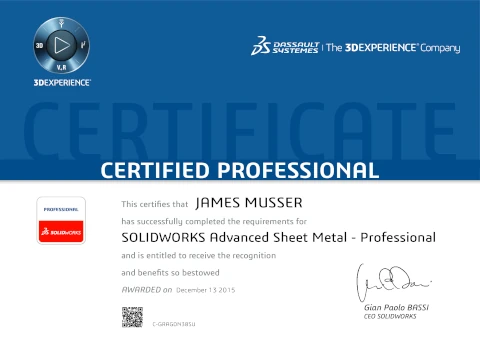 3D
V,R
3DEXPERIENCE
DASSAULT SYSTEMES | The 3DEXPERIENCE Company
CERTIFICATE
CERTIFIED PROFESSIONAL
PROFESSIONAL
SOLIDWORKS
This certifies that JAMES MUSSER
has successfully completed the requirements for
SOLIDWORKS Advanced Sheet Metal - Professional
and is entitled to receive the recognition
and benefits so bestowed
AWARDED on December 13 2015
Gian Paolo BASSI
CEO SOLIDWORKS